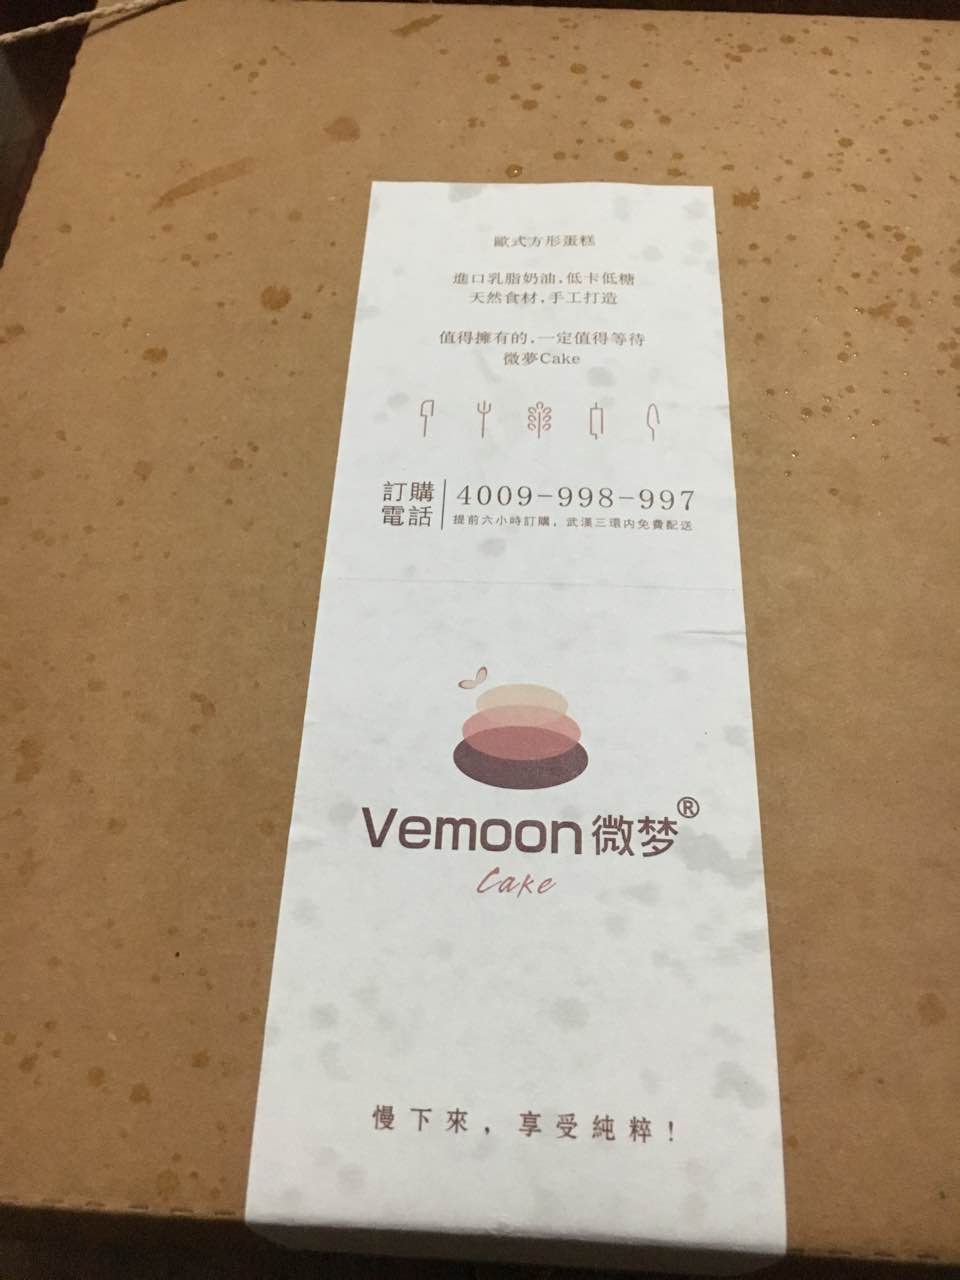 歐式方形蛋糕
進口乳脂奶油,低卡低糖
天然食材,手工打造
值得擁有的,一定值得等待
微夢Cake
訂購電話
4009-998-997
提前六小時訂購, 武漢三環内免費配送
Vemoon微梦®
Cake
慢下來,享受純粹!